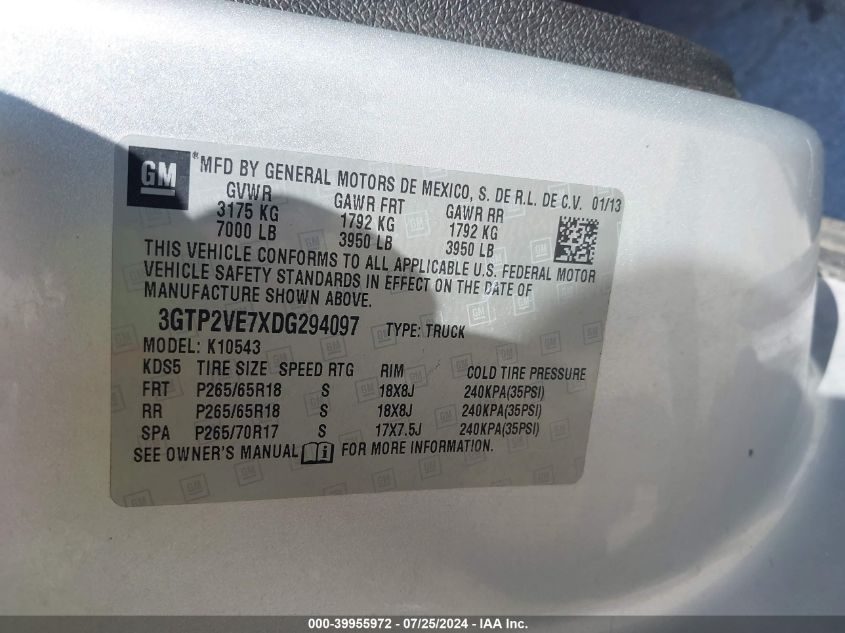 GM *MFD BY GENERAL MOTORS DE MEXICO, S. DE R.L. DE C.V. 01/13
GVWR GAWR FRT GAWR RR
3175 KG 1792 KG 1792 KG
7000 LB 3950 LB 3950 LB
THIS VEHICLE CONFORMS TO ALL APPLICABLE U.S. FEDERAL MOTOR
VEHICLE SAFETY STANDARDS IN EFFECT ON THE DATE OF
MANUFACTURE SHOWN ABOVE.
3GTP2VE7XDG294097 TYPE: TRUCK
MODEL: K10543
KDS5 TIRE SIZE SPEED RTG RIM COLD TIRE PRESSURE
FRT P265/65R18 S 18X8J 240KPA(35PSI)
RR P265/65R18 S 18X8J 240KPA(35PSI)
SPA P265/70R17 S 17X7.5J 240KPA(35PSI)
SEE OWNER'S MANUAL FOR MORE INFORMATION.
000-39955972 / 07/25/2024 - IAA Inc.